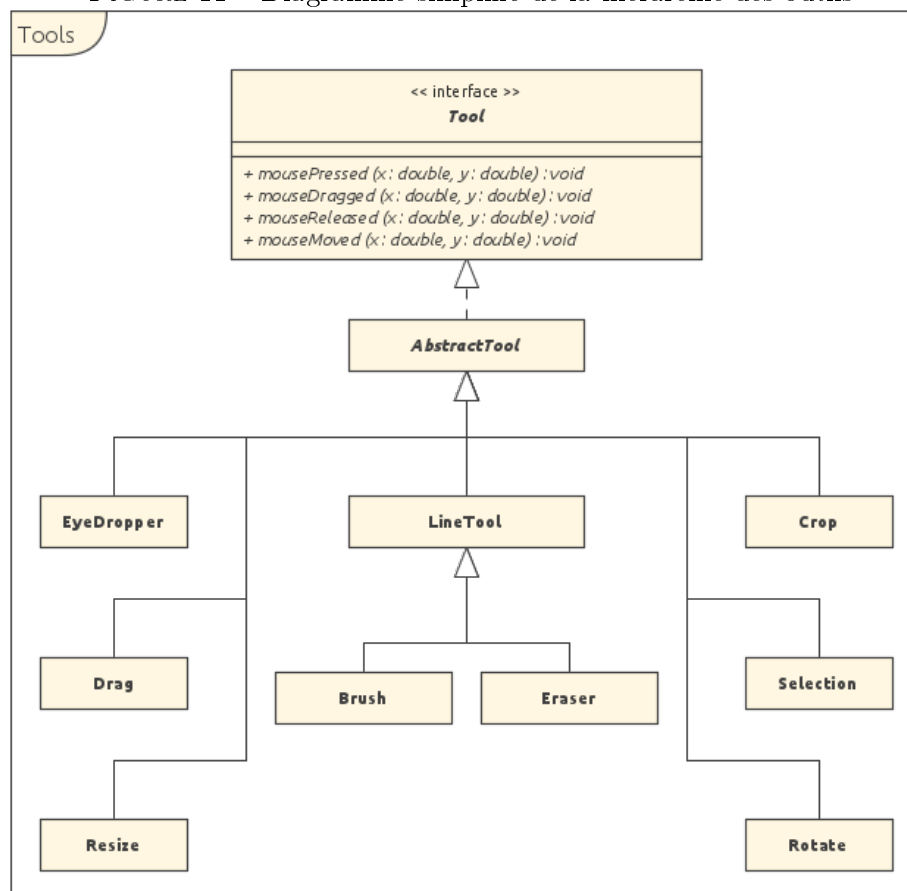 Tools
<< interface >>
Tool
+ mousePressed (x: double, y: double) : void
+ mouseDragged (x: double, y: double) : void
+ mouseReleased (x: double, y: double) : void
+ mouseMoved (x: double, y: double) : void
AbstractTool
EyeDropper
LineTool
Crop
Drag
Brush
Eraser
Selection
Resize
Rotate